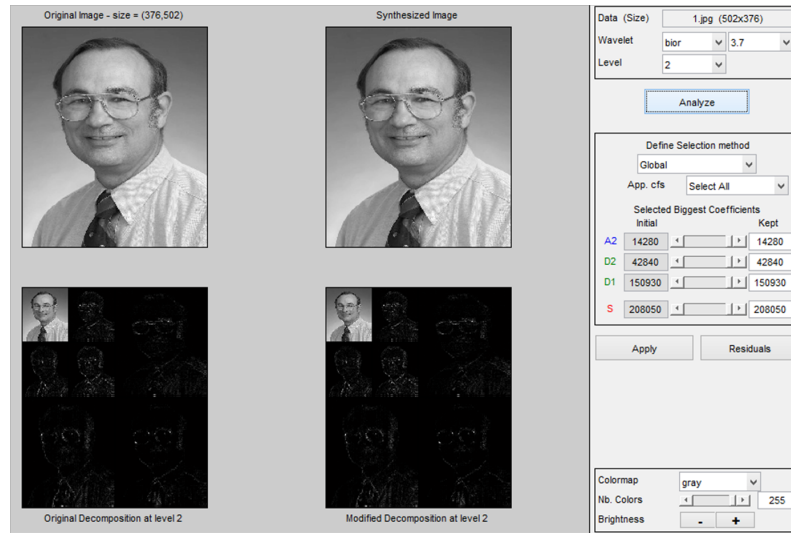 Original Image - size = (376,502)
Synthesized Image
Original Decomposition at level 2
Modified Decomposition at level 2
Data (Size) 1.jpg (502x376)
Wavelet bior 3.7
Level 2
Analyze
Define Selection method
Global
App. cfs Select All
Selected Biggest Coefficients
Initial Kept
A2 14280 14280
D2 42840 42840
D1 150930 150930
S 208050 208050
Apply Residuals
Colormap gray
Nb. Colors 255
Brightness - +